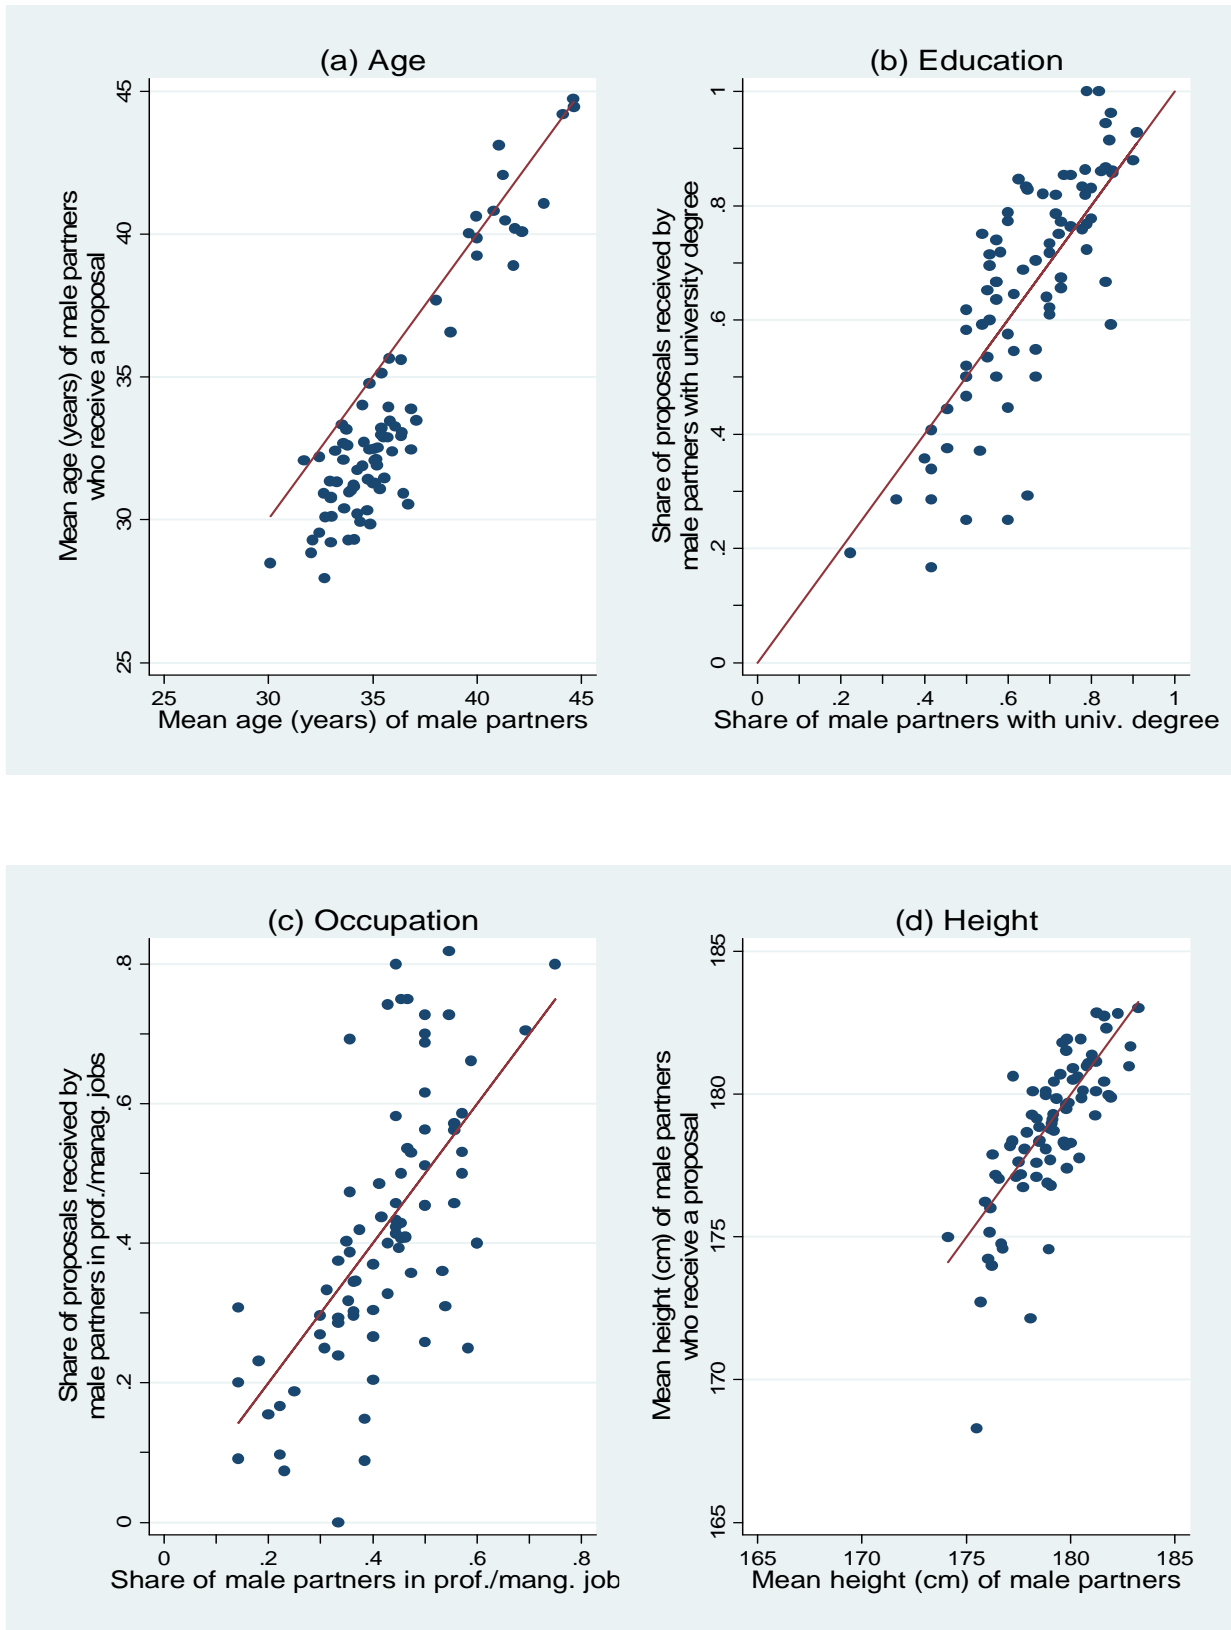 (a) Age
Mean age (years) of male partners
who receive a proposal
45
40
35
30
25
25 30 35 40 45
Mean age (years) of male partners
(b) Education
Share of proposals received by
male partners with university degree
1
.8
.6
.4
.2
0
0 .2 .4 .6 .8 1
Share of male partners with univ. degree
(c) Occupation
Share of proposals received by
male partners in prof./manag. jobs
.8
.6
.4
.2
0
0 .2 .4 .6 .8
Share of male partners in prof./mang. job
(d) Height
Mean height (cm) of male partners
who receive a proposal
185
180
175
170
165
165 170 175 180 185
Mean height (cm) of male partners